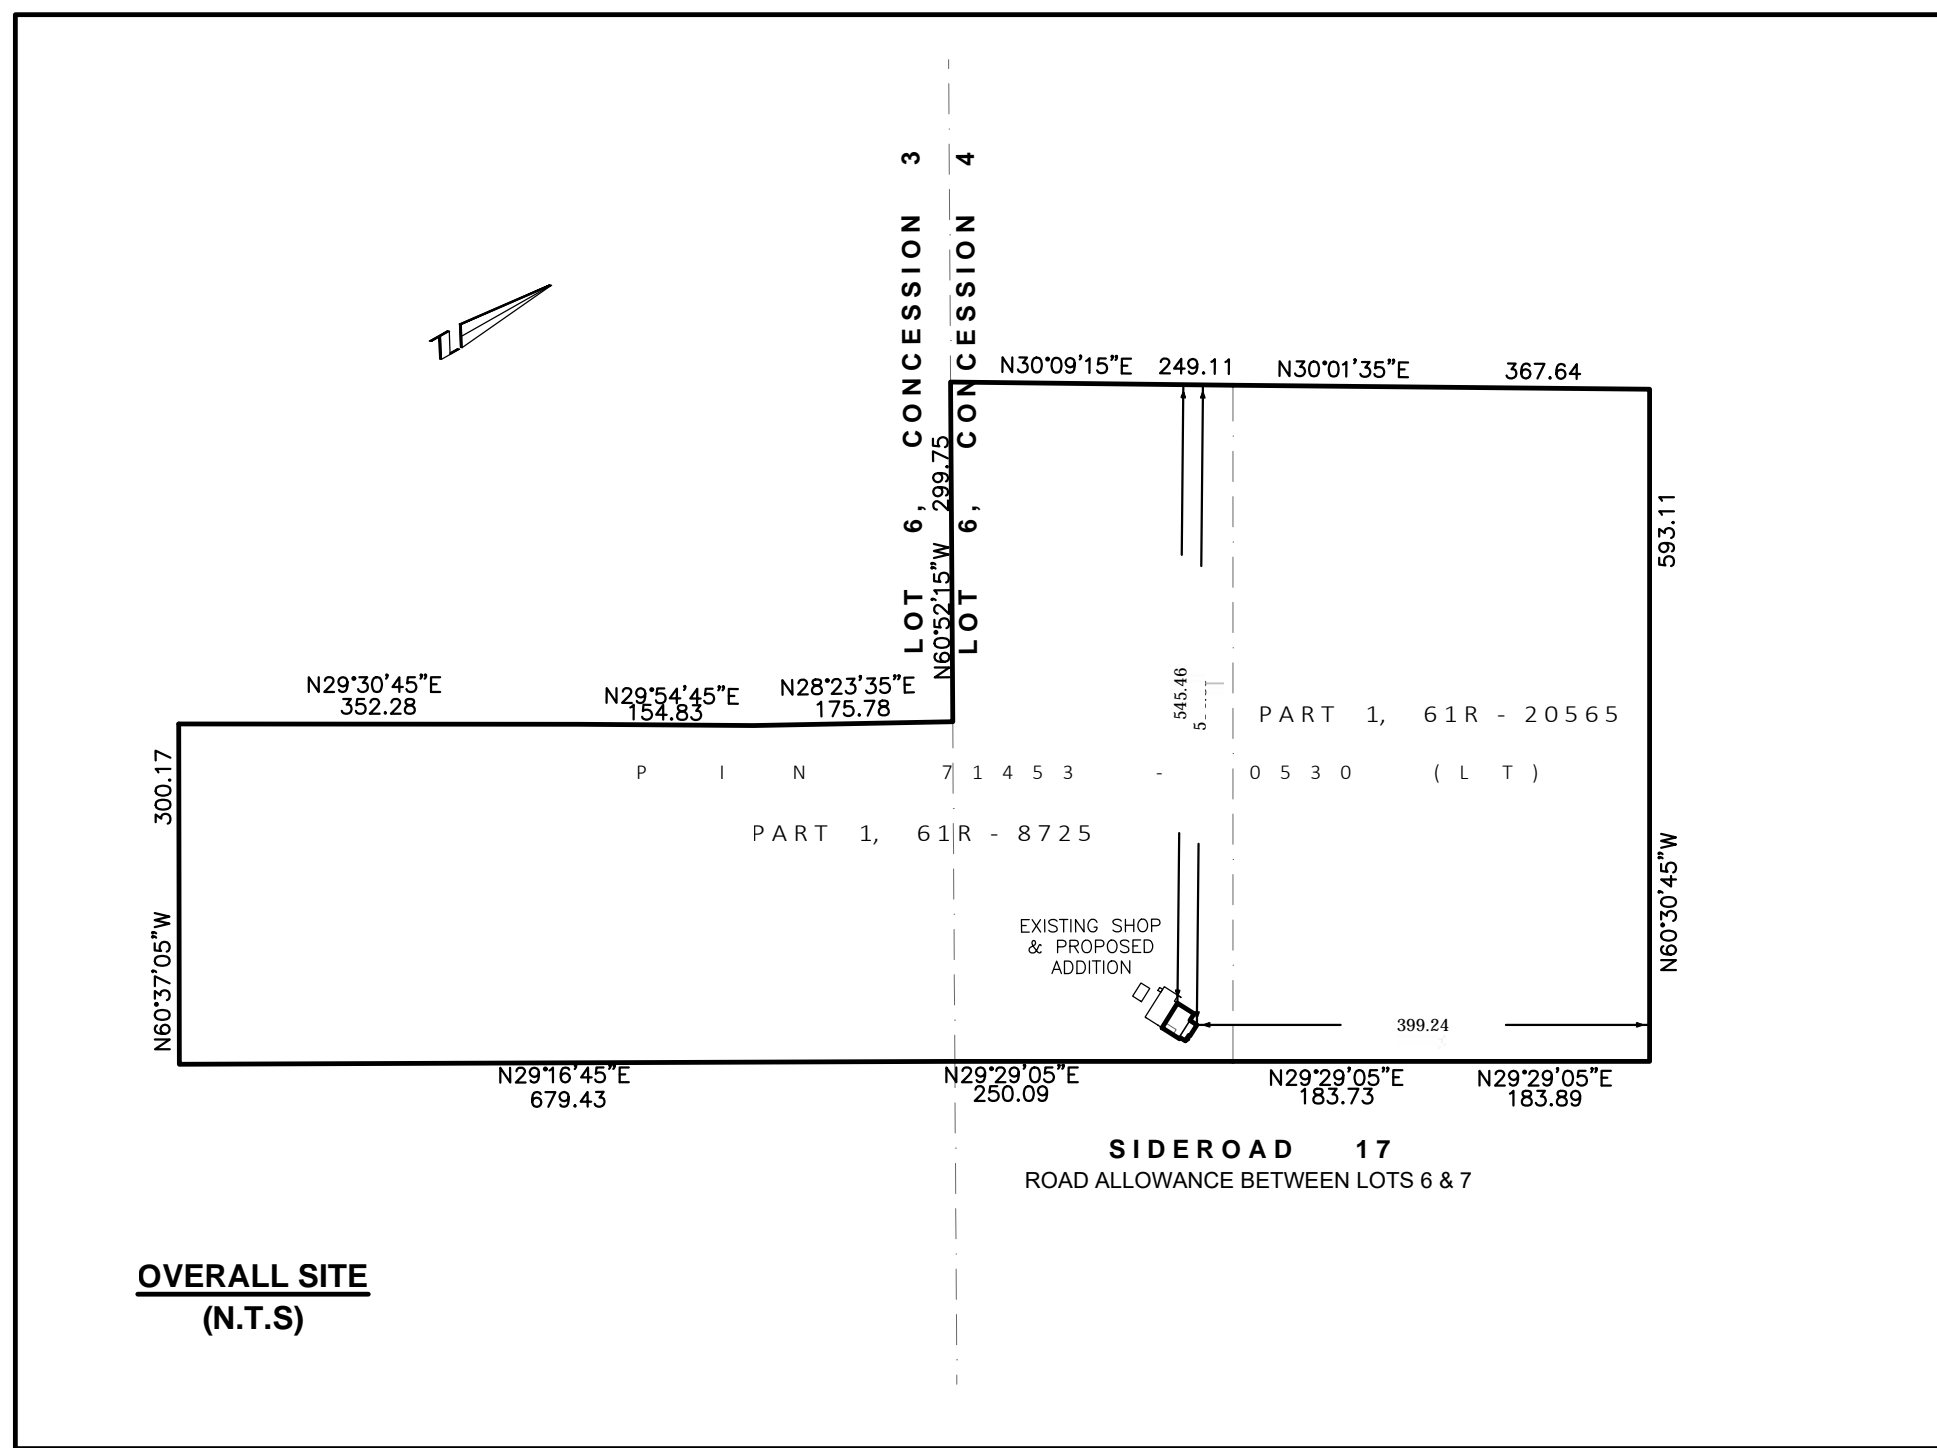 LOT 6, CONCESSION 3
LOT 6, CONCESSION 4
N30°09'15"E 249.11 N30°01'35"E 367.64
N60°52'15"W 299.75
593.11
N60°30'45"W
N29°30'45"E
352.28
N29°54'45"E
154.83
N28°23'35"E
175.78
545.46
PART 1, 61R - 20565
300.17
N60°37'05"W
PIN 71453 - 0530 (LT)
PART 1, 61R - 8725
EXISTING SHOP
& PROPOSED
ADDITION
399.24
N29°16'45"E
679.43
N29°29'05"E
250.09
N29°29'05"E
183.73
N29°29'05"E
183.89
SIDEROAD 17
ROAD ALLOWANCE BETWEEN LOTS 6 & 7
OVERALL SITE
(N.T.S)